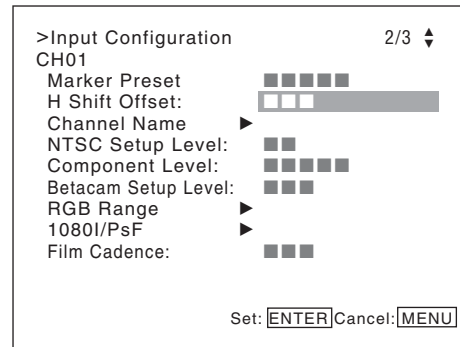 >Input Configuration 2/3
CH01
Marker Preset ■■■■■
H Shift Offset: □□□
Channel Name ▶
NTSC Setup Level: ■■
Component Level: ■■■■■
Betacam Setup Level: ■■■
RGB Range ▶
1080I/PsF ▶
Film Cadence: ■■■
Set: ENTER Cancel: MENU